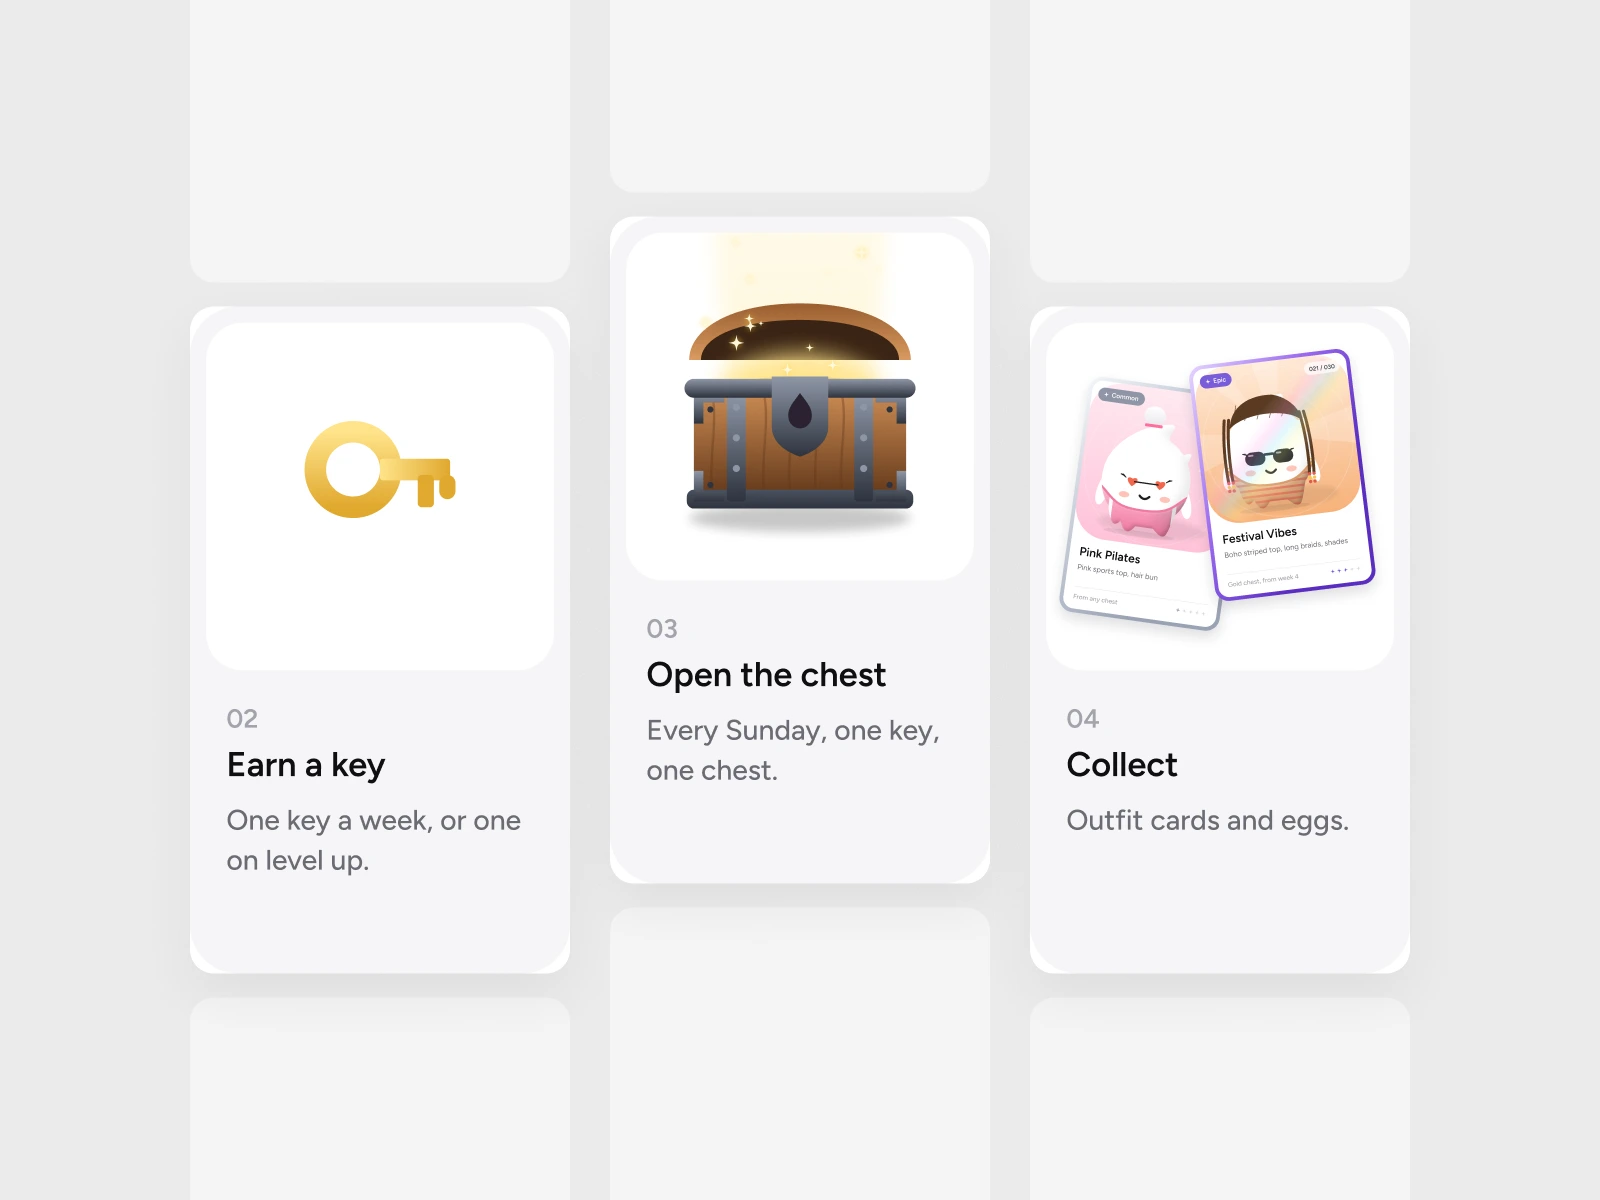 02
Earn a key
One key a week, or one
on level up.
03
Open the chest
Every Sunday, one key,
one chest.
Common
Pink Pilates
Pink sports top, hair bun
From any chest
Epic
021 / 030
Festival Vibes
Boho striped top, long braids, shades
Gold chest, from week 4
04
Collect
Outfit cards and eggs.